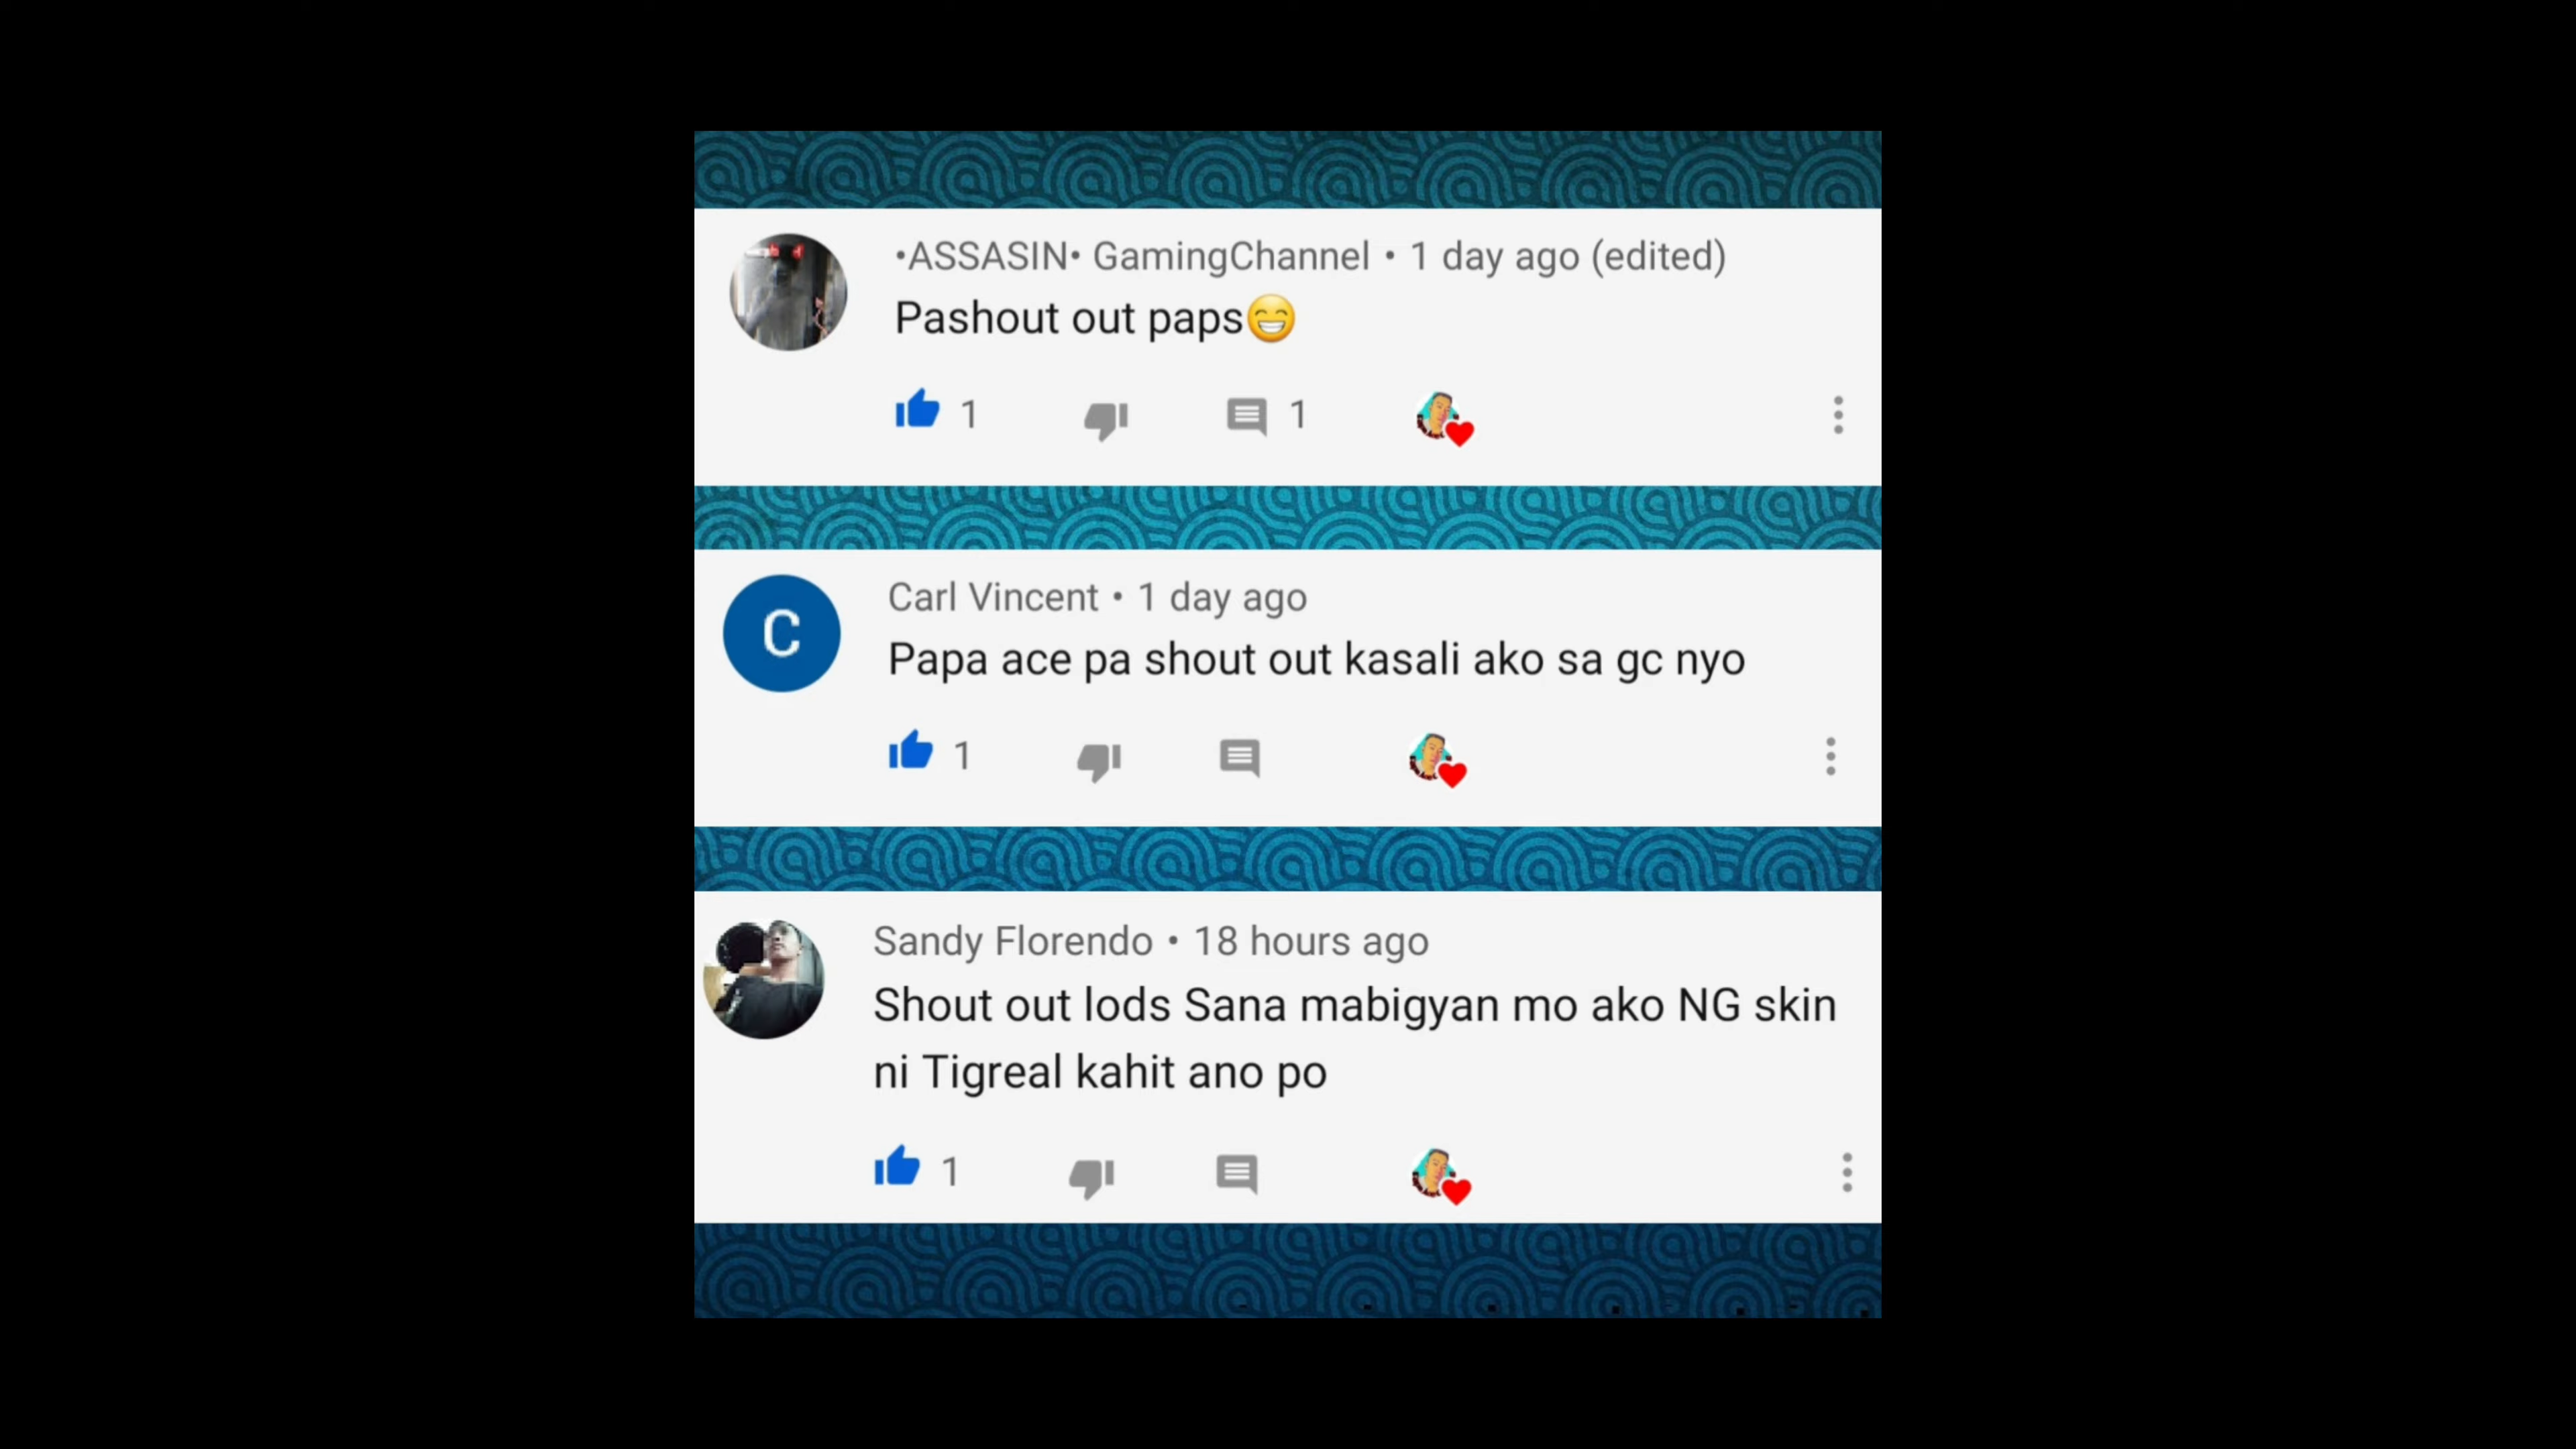 •ASSASIN• GamingChannel • 1 day ago (edited)
Pashout out paps😁
1 1
C
Carl Vincent • 1 day ago
Papa ace pa shout out kasali ako sa gc nyo
1
Sandy Florendo • 18 hours ago
Shout out lods Sana mabigyan mo ako NG skin
ni Tigreal kahit ano po
1